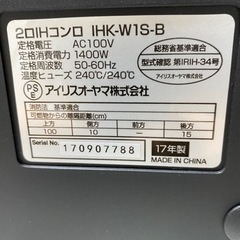 2口IHコンロ IHK-W1S-B
定格電圧 AC100V
定格消費電力 1400W
定格周波数 50-60Hz
温度ヒューズ 240℃/240℃
総務省基準適合
型式確認 第IRIH-34号
PSE アイリスオーヤマ株式会社
消防法 基準適合
可燃物からの離隔距離(cm)
上方 側方 前方 後方
100 10 － 15
Serial No. 170907788
17年製
アイリスオーヤマ株式会社
MADE IN CHINA